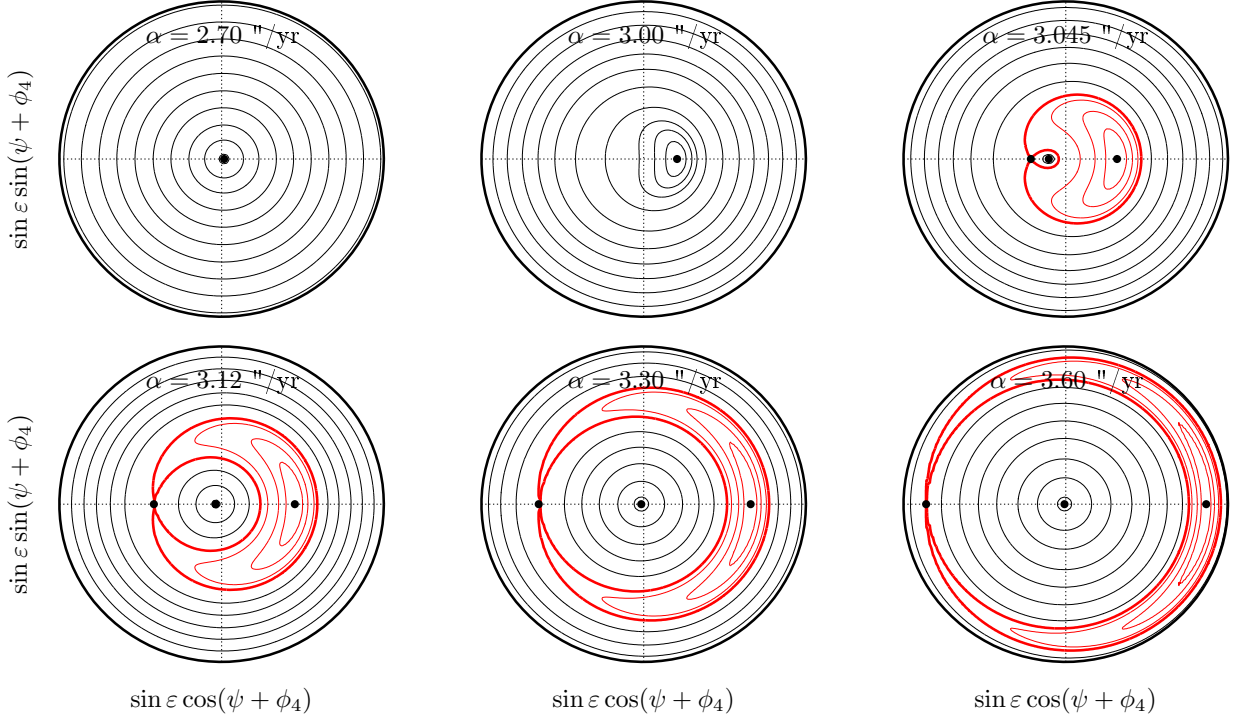 α = 2.70 "/yr
α = 3.00 "/yr
α = 3.045 "/yr
sin ε sin(ψ + ϕ₄)
α = 3.12 "/yr
α = 3.30 "/yr
α = 3.60 "/yr
sin ε sin(ψ + ϕ₄)
sin ε cos(ψ + ϕ₄)
sin ε cos(ψ + ϕ₄)
sin ε cos(ψ + ϕ₄)